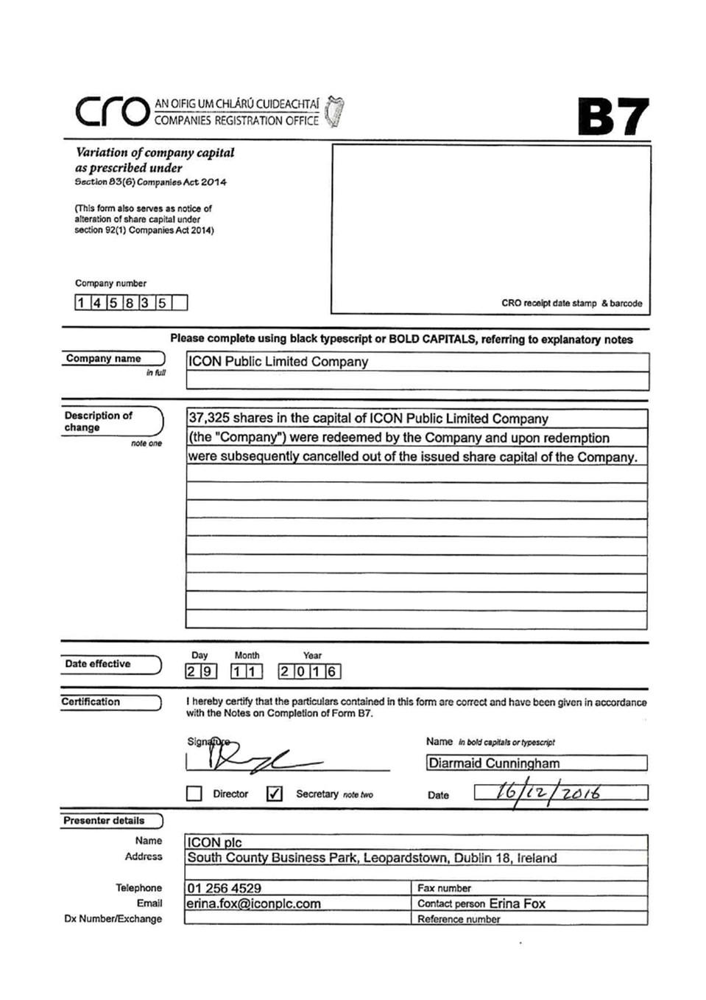 cro AN OIFIG UM CHLÁRÚ CUIDEACHTAÍ
COMPANIES REGISTRATION OFFICE
B7
Variation of company capital
as prescribed under
Section 83(6) Companies Act 2014
(This form also serves as notice of
alteration of share capital under
section 92(1) Companies Act 2014)
Company number
145835
CRO receipt date stamp & barcode
Please complete using black typescript or BOLD CAPITALS, referring to explanatory notes
Company name
in full
ICON Public Limited Company
Description of
change
note one
37,325 shares in the capital of ICON Public Limited Company
(the "Company") were redeemed by the Company and upon redemption
were subsequently cancelled out of the issued share capital of the Company.
Date effective
Day Month Year
29 11 2016
Certification
I hereby certify that the particulars contained in this form are correct and have been given in accordance
with the Notes on Completion of Form B7.
Signature
Name in bold capitals or typescript
Diarmaid Cunningham
Director ✓ Secretary note two
Date 16/12/2016
Presenter details
Name ICON plc
Address South County Business Park, Leopardstown, Dublin 18, Ireland
Telephone 01 256 4529 Fax number
Email erina.fox@iconplc.com Contact person Erina Fox
Dx Number/Exchange Reference number